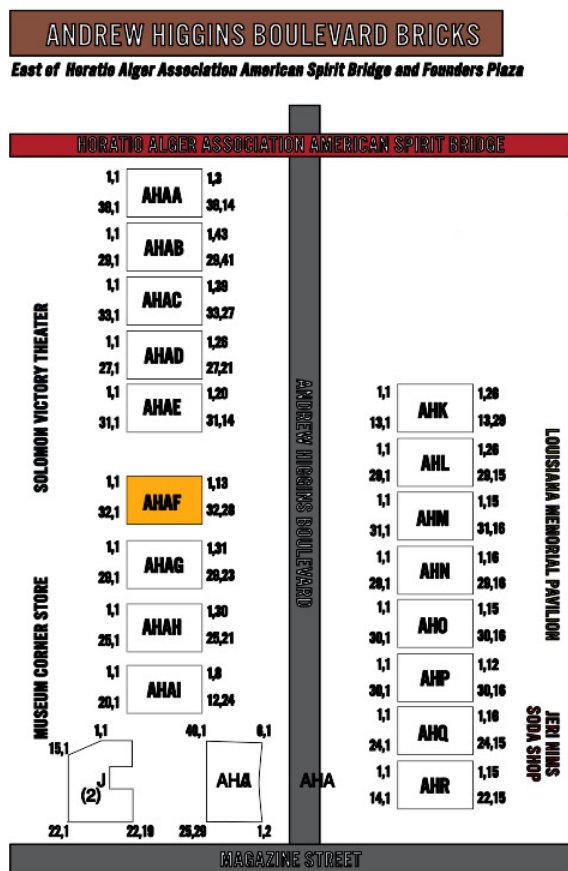 ANDREW HIGGINS BOULEVARD BRICKS
East of Horatio Alger Association American Spirit Bridge and Founders Plaza
HORATIO ALGER ASSOCIATION AMERICAN SPIRIT BRIDGE
1,1 AHAA 1,3
38,1 38,14
1,1 AHAB 1,43
29,1 29,41
1,1 AHAC 1,39
33,1 33,27
1,1 AHAD 1,26
27,1 27,21
1,1 AHAE 1,20
31,1 31,14
1,1 AHAF 1,13
32,1 32,28
1,1 AHAG 1,31
29,1 29,23
1,1 AHAH 1,30
25,1 25,21
1,1 AHAI 1,8
20,1 12,24
SOLOMON VICTORY THEATER
MUSEUM CORNER STORE
1,1
15,1
J
(2)
22,1 22,19
40,1 6,1
25,29 1,2
AHA
ANDREW HIGGINS BOULEVARD
1,1 AHK 1,26
13,1 13,29
1,1 AHL 1,26
29,1 29,15
1,1 AHM 1,15
31,1 31,16
1,1 AHN 1,16
29,1 29,16
1,1 AHO 1,15
30,1 30,16
1,1 AHP 1,12
30,1 30,16
1,1 AHQ 1,16
24,1 24,15
1,1 AHR 1,15
14,1 22,15
LOUISIANA MEMORIAL PAVILION
JERI NIMS
SODA SHOP
MAGAZINE STREET